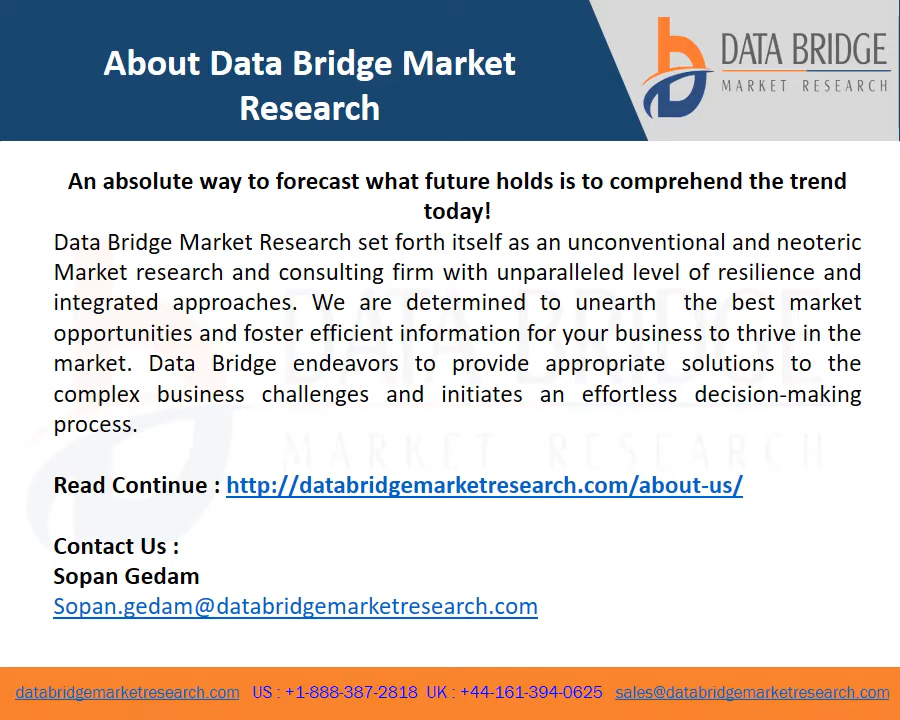 About Data Bridge Market
Research
DATA BRIDGE
MARKET RESEARCH
An absolute way to forecast what future holds is to comprehend the trend
today!
Data Bridge Market Research set forth itself as an unconventional and neoteric
Market research and consulting firm with unparalleled level of resilience and
integrated approaches. We are determined to unearth the best market
opportunities and foster efficient information for your business to thrive in the
market. Data Bridge endeavors to provide appropriate solutions to the
complex business challenges and initiates an effortless decision-making
process.
DATA BRIDGE
MARKET RESEARCH
Read Continue : http://databridgemarketresearch.com/about-us/
Contact Us :
Sopan Gedam
Sopan.gedam@databridgemarketresearch.com
databridgemarketresearch.com US : +1-888-387-2818 UK : +44-161-394-0625 sales@databridgemarketresearch.com